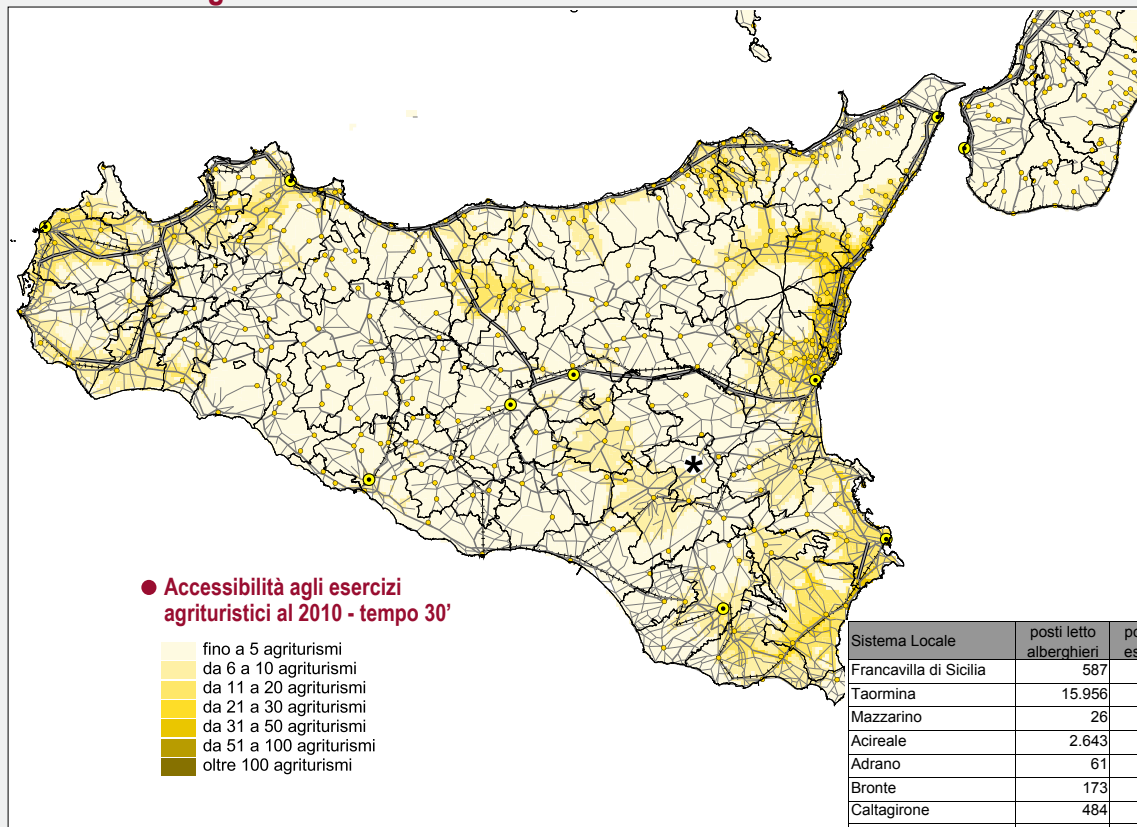 ● Accessibilità agli esercizi
agrituristici al 2010 - tempo 30’
fino a 5 agriturismi
da 6 a 10 agriturismi
da 11 a 20 agriturismi
da 21 a 30 agriturismi
da 31 a 50 agriturismi
da 51 a 100 agriturismi
oltre 100 agriturismi
*
Sistema Locale posti letto alberghieri
Francavilla di Sicilia 587
Taormina 15.956
Mazzarino 26
Acireale 2.643
Adrano 61
Bronte 173
Caltagirone 484